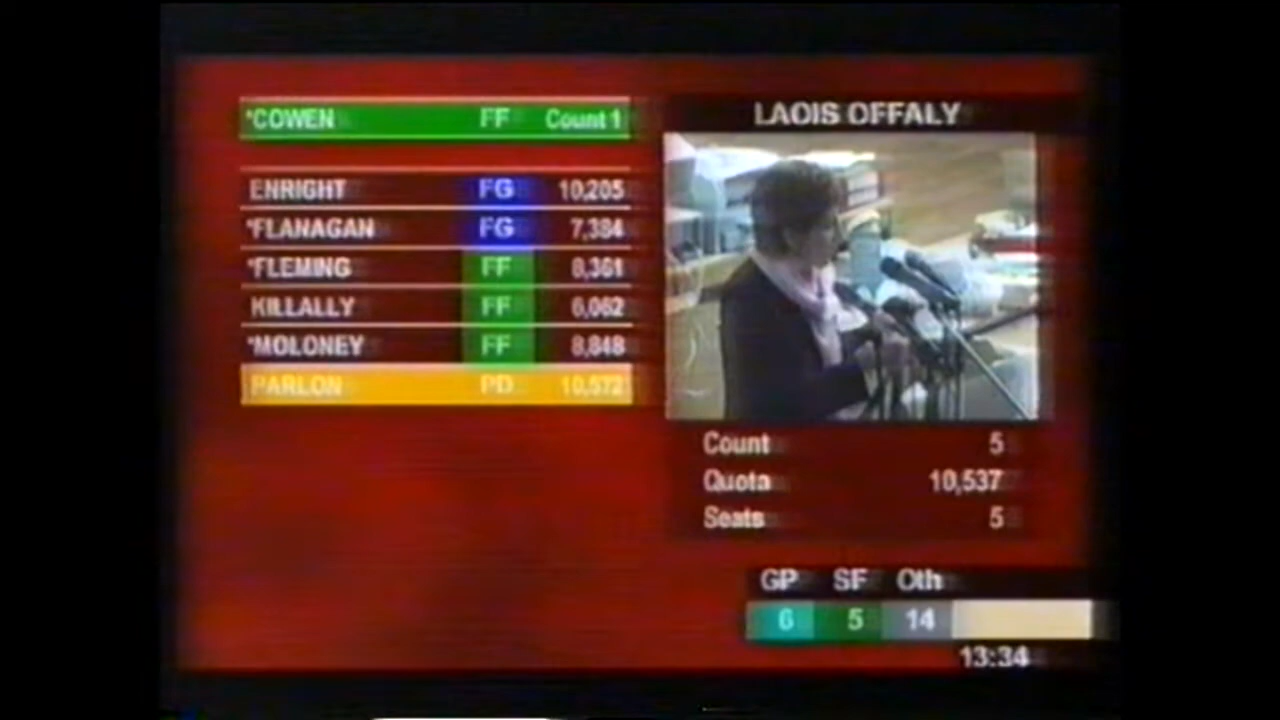 *COWEN FF Count 1
ENRIGHT FG 10,205
*FLANAGAN FG 7,384
*FLEMING FF 8,361
KILLALLY FF 6,062
*MOLONEY FF 8,848
PARLON PD 10,572
LAOIS OFFALY
Count 5
Quota 10,537
Seats 5
GP SF Oth
6 5 14
13:34